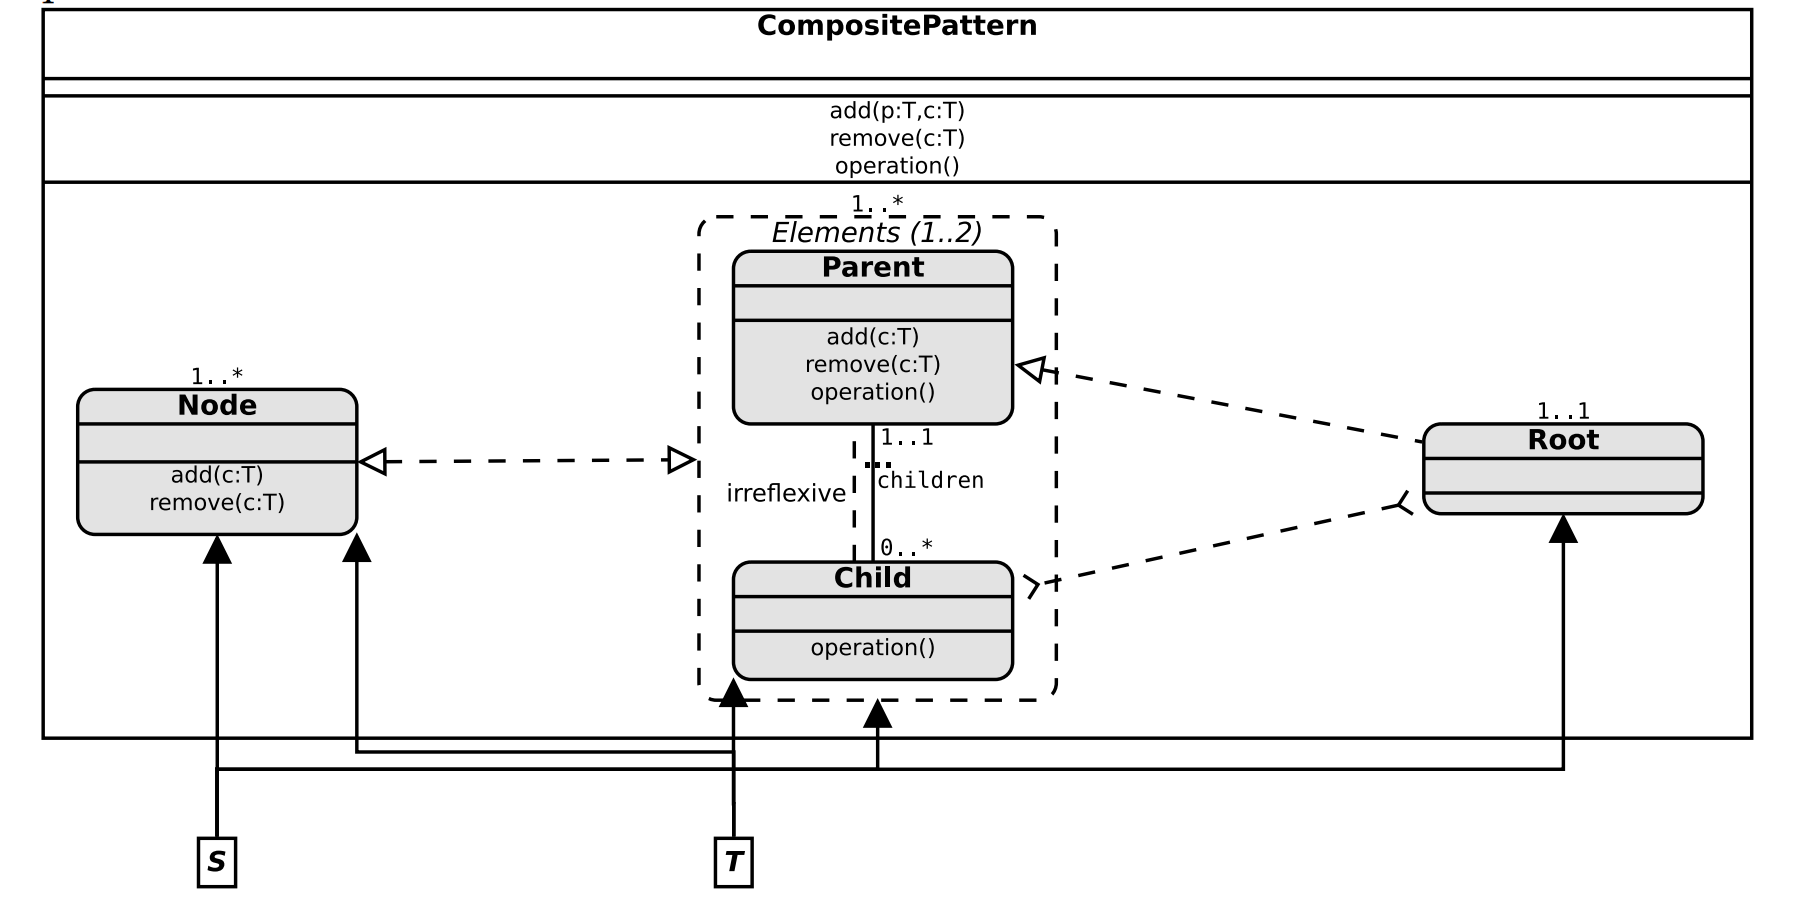 CompositePattern
add(p:T,c:T)
remove(c:T)
operation()
1..*
Elements (1..2)
Parent
add(c:T)
remove(c:T)
operation()
1..*
Node
add(c:T)
remove(c:T)
1..1
Root
1..1
children
irreflexive
0..*
Child
operation()
S
T